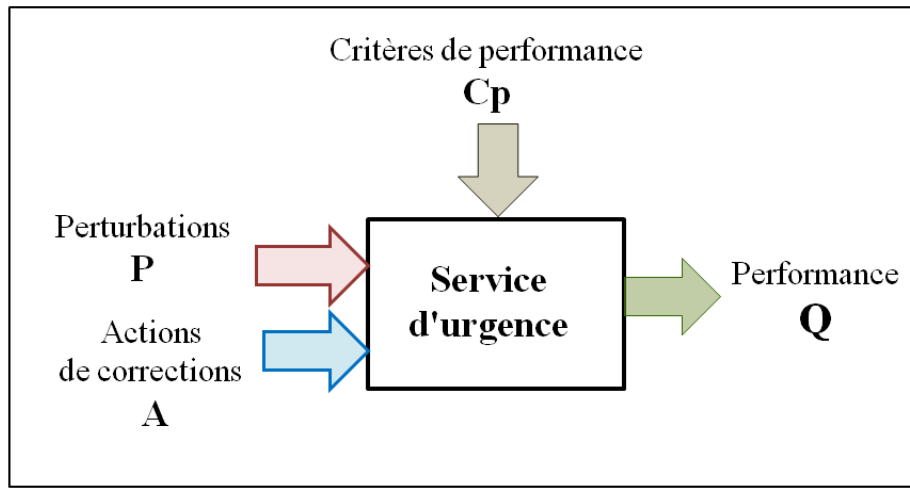 Critères de performance
Cp
Perturbations
P
Actions
de corrections
A
Service
d'urgence
Performance
Q